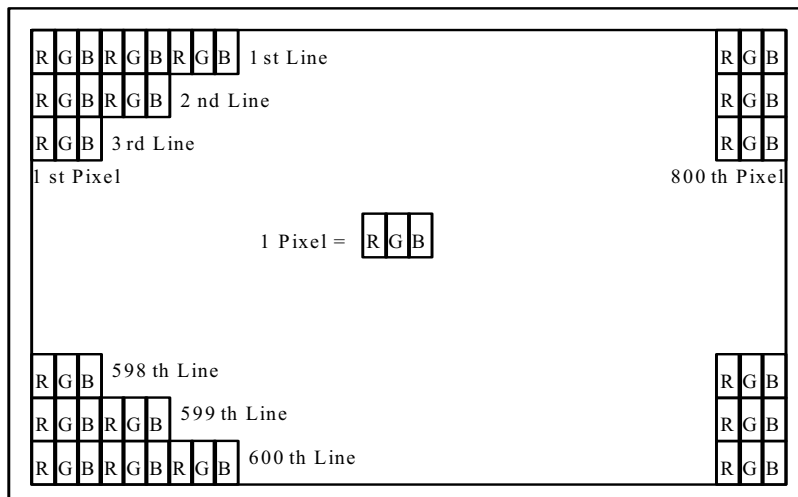 R G B R G B R G B 1 st Line R G B
R G B R G B 2 nd Line R G B
R G B 3 rd Line R G B
1 st Pixel 800 th Pixel
1 Pixel = R G B
R G B 598 th Line R G B
R G B R G B 599 th Line R G B
R G B R G B R G B 600 th Line R G B